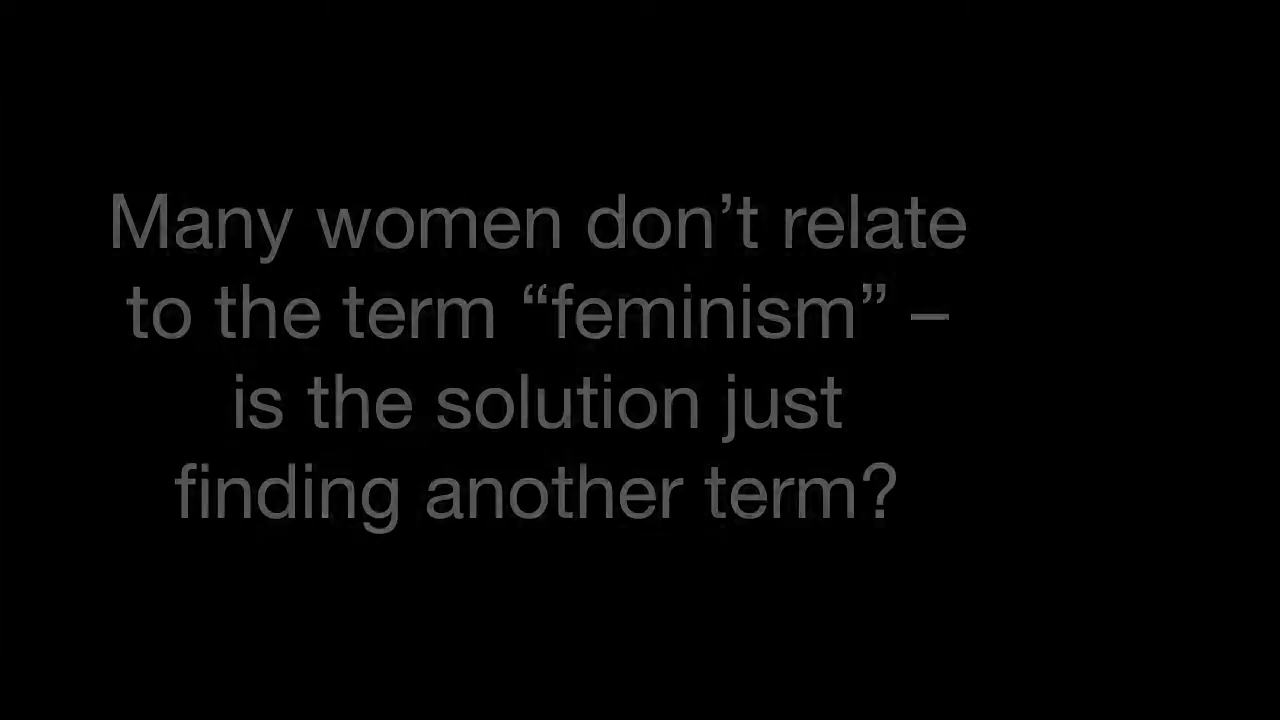 Many women don’t relate
to the term “feminism” –
is the solution just
finding another term?